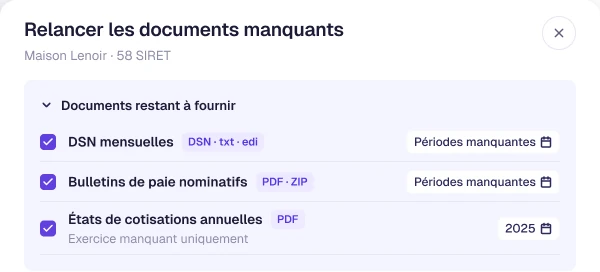 Relancer les documents manquants
Maison Lenoir · 58 SIRET
Documents restant à fournir
DSN mensuelles DSN · txt · edi Périodes manquantes
Bulletins de paie nominatifs PDF · ZIP Périodes manquantes
États de cotisations annuelles PDF 2025
Exercice manquant uniquement